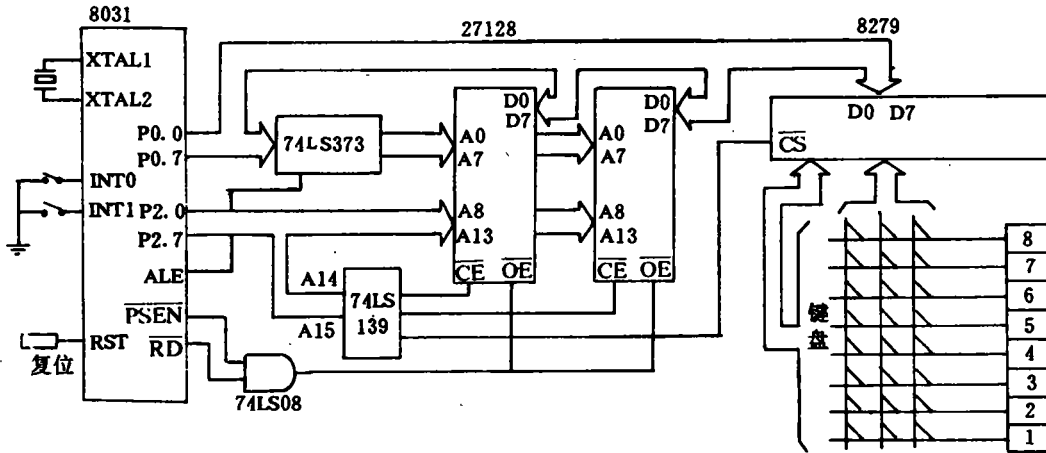 8031
27128
8279
XTAL1
XTAL2
P0.0
P0.7
INT0
INT1
P2.0
P2.7
ALE
PSEN
RD
RST
复位
74LS373
A14
A15
74LS
139
74LS08
D0
D7
A0
A7
A8
A13
CE
OE
D0
D7
A0
A7
A8
A13
CE
OE
D0 D7
CS
键盘
8
7
6
5
4
3
2
1